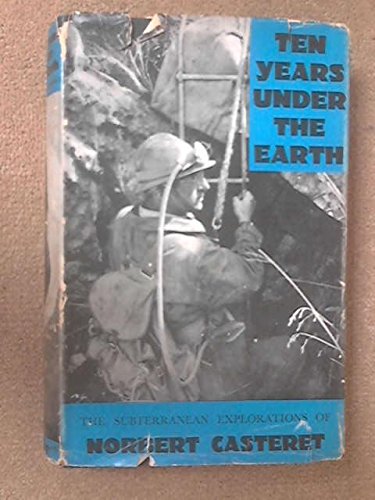 TEN
YEARS
UNDER
THE
EARTH
THE SUBTERRANEAN EXPLORATIONS OF
NORBERT CASTERET